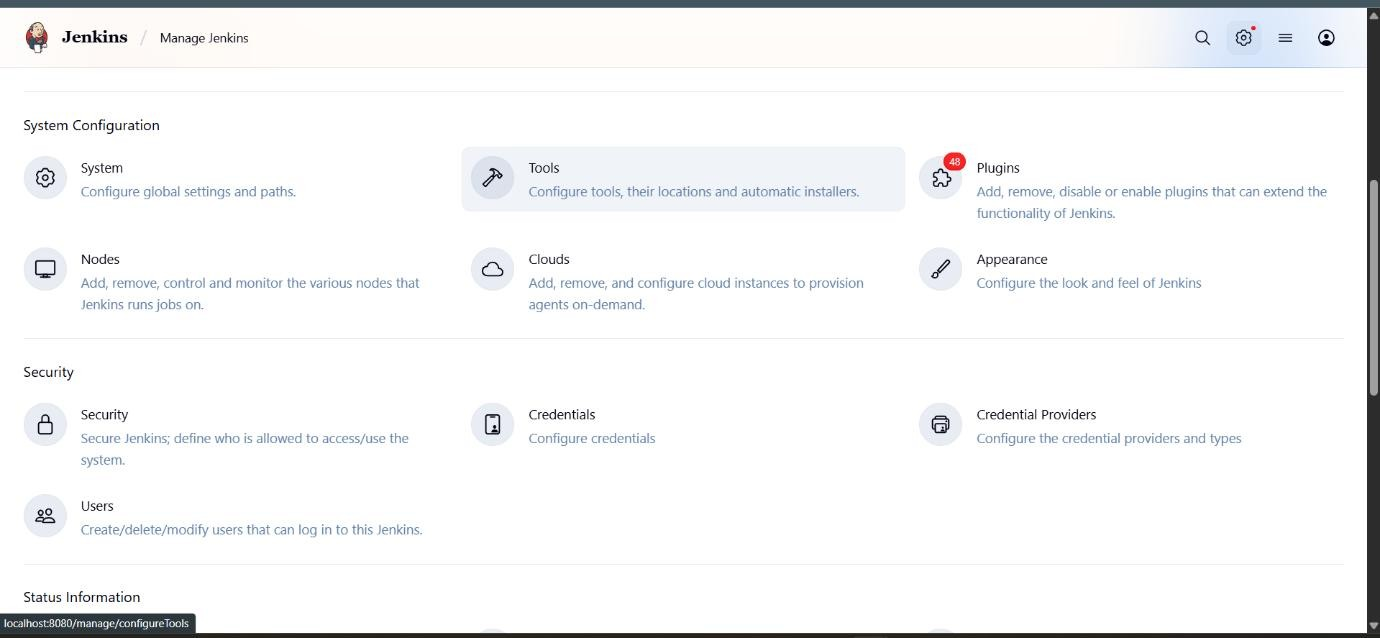 Jenkins / Manage Jenkins
System Configuration
System
Configure global settings and paths.
Tools
Configure tools, their locations and automatic installers.
48
Plugins
Add, remove, disable or enable plugins that can extend the
functionality of Jenkins.
Nodes
Add, remove, control and monitor the various nodes that
Jenkins runs jobs on.
Clouds
Add, remove, and configure cloud instances to provision
agents on-demand.
Appearance
Configure the look and feel of Jenkins
Security
Security
Secure Jenkins; define who is allowed to access/use the
system.
Credentials
Configure credentials
Credential Providers
Configure the credential providers and types
Users
Create/delete/modify users that can log in to this Jenkins.
Status Information
localhost:8080/manage/configureTools